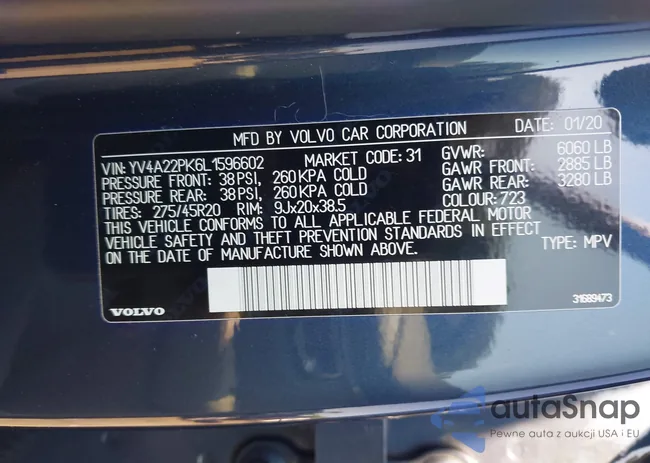 MFD BY VOLVO CAR CORPORATION DATE: 01/20
VIN: YV4A22PK6L1596602 MARKET CODE: 31 GVWR: 6060 LB
PRESSURE FRONT: 38 PSI, 260 KPA COLD GAWR FRONT: 2885 LB
PRESSURE REAR: 38 PSI, 260 KPA COLD GAWR REAR: 3280 LB
TIRES: 275/45R20 RIM: 9Jx20x38.5 COLOUR: 723
THIS VEHICLE CONFORMS TO ALL APPLICABLE FEDERAL MOTOR
VEHICLE SAFETY AND THEFT PREVENTION STANDARDS IN EFFECT
ON THE DATE OF MANUFACTURE SHOWN ABOVE. TYPE: MPV
VOLVO 31689473
autaSnap
Pewne auta z aukcji USA i EU